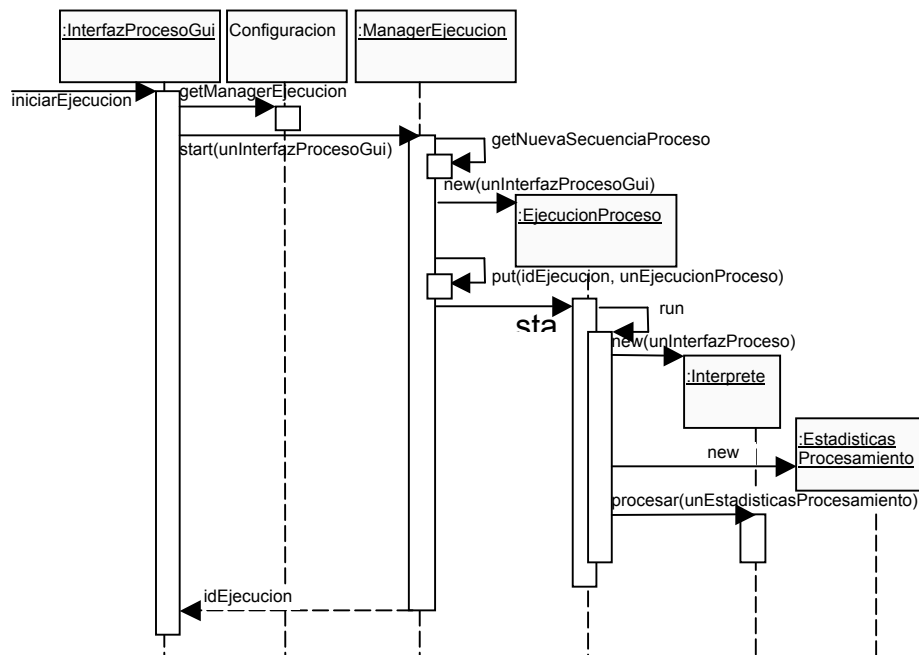 :InterfazProcesoGui
Configuracion
:ManagerEjecucion
iniciarEjecucion
getManagerEjecucion
start(unInterfazProcesoGui)
getNuevaSecuenciaProceso
new(unInterfazProcesoGui)
:EjecucionProceso
put(idEjecucion, unEjecucionProceso)
sta
run
new(unInterfazProceso)
:Interprete
:Estadisticas
Procesamiento
new
procesar(unEstadisticasProcesamiento)
idEjecucion